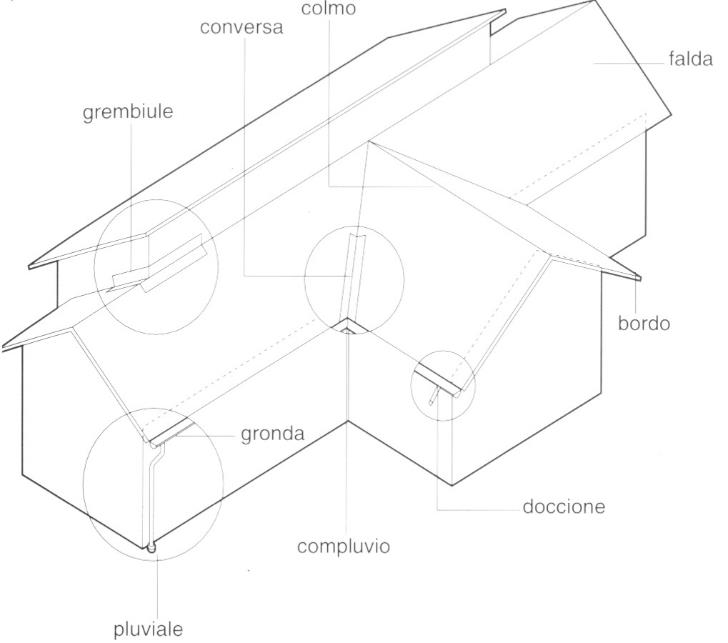 colmo
conversa
falda
grembiule
bordo
gronda
doccione
compluvio
pluviale